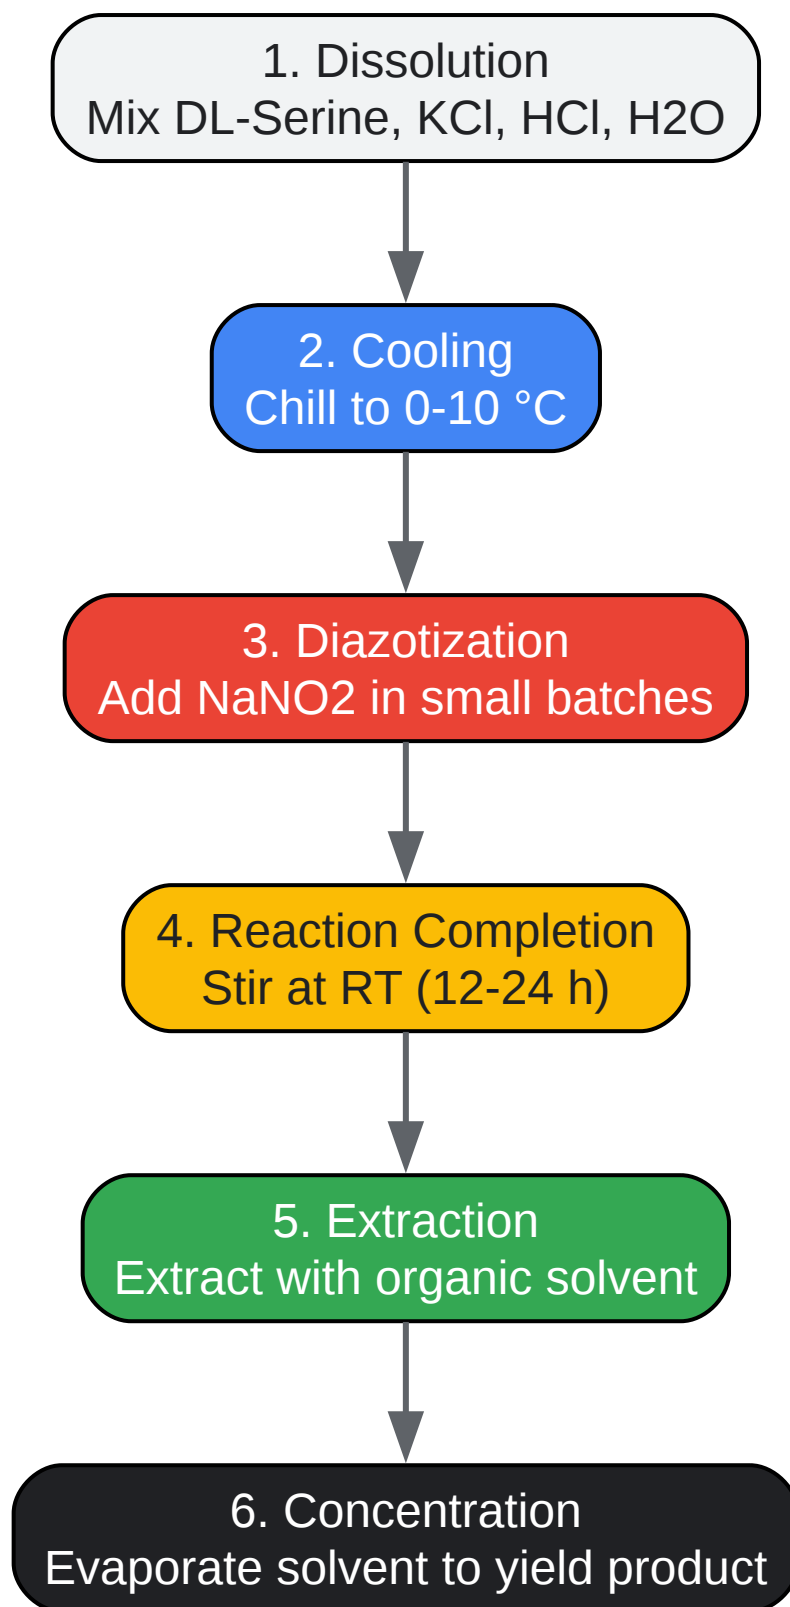 1. Dissolution
Mix DL-Serine, KCl, HCl, H2O
2. Cooling
Chill to 0-10 °C
3. Diazotization
Add NaNO2 in small batches
4. Reaction Completion
Stir at RT (12-24 h)
5. Extraction
Extract with organic solvent
6. Concentration
Evaporate solvent to yield product